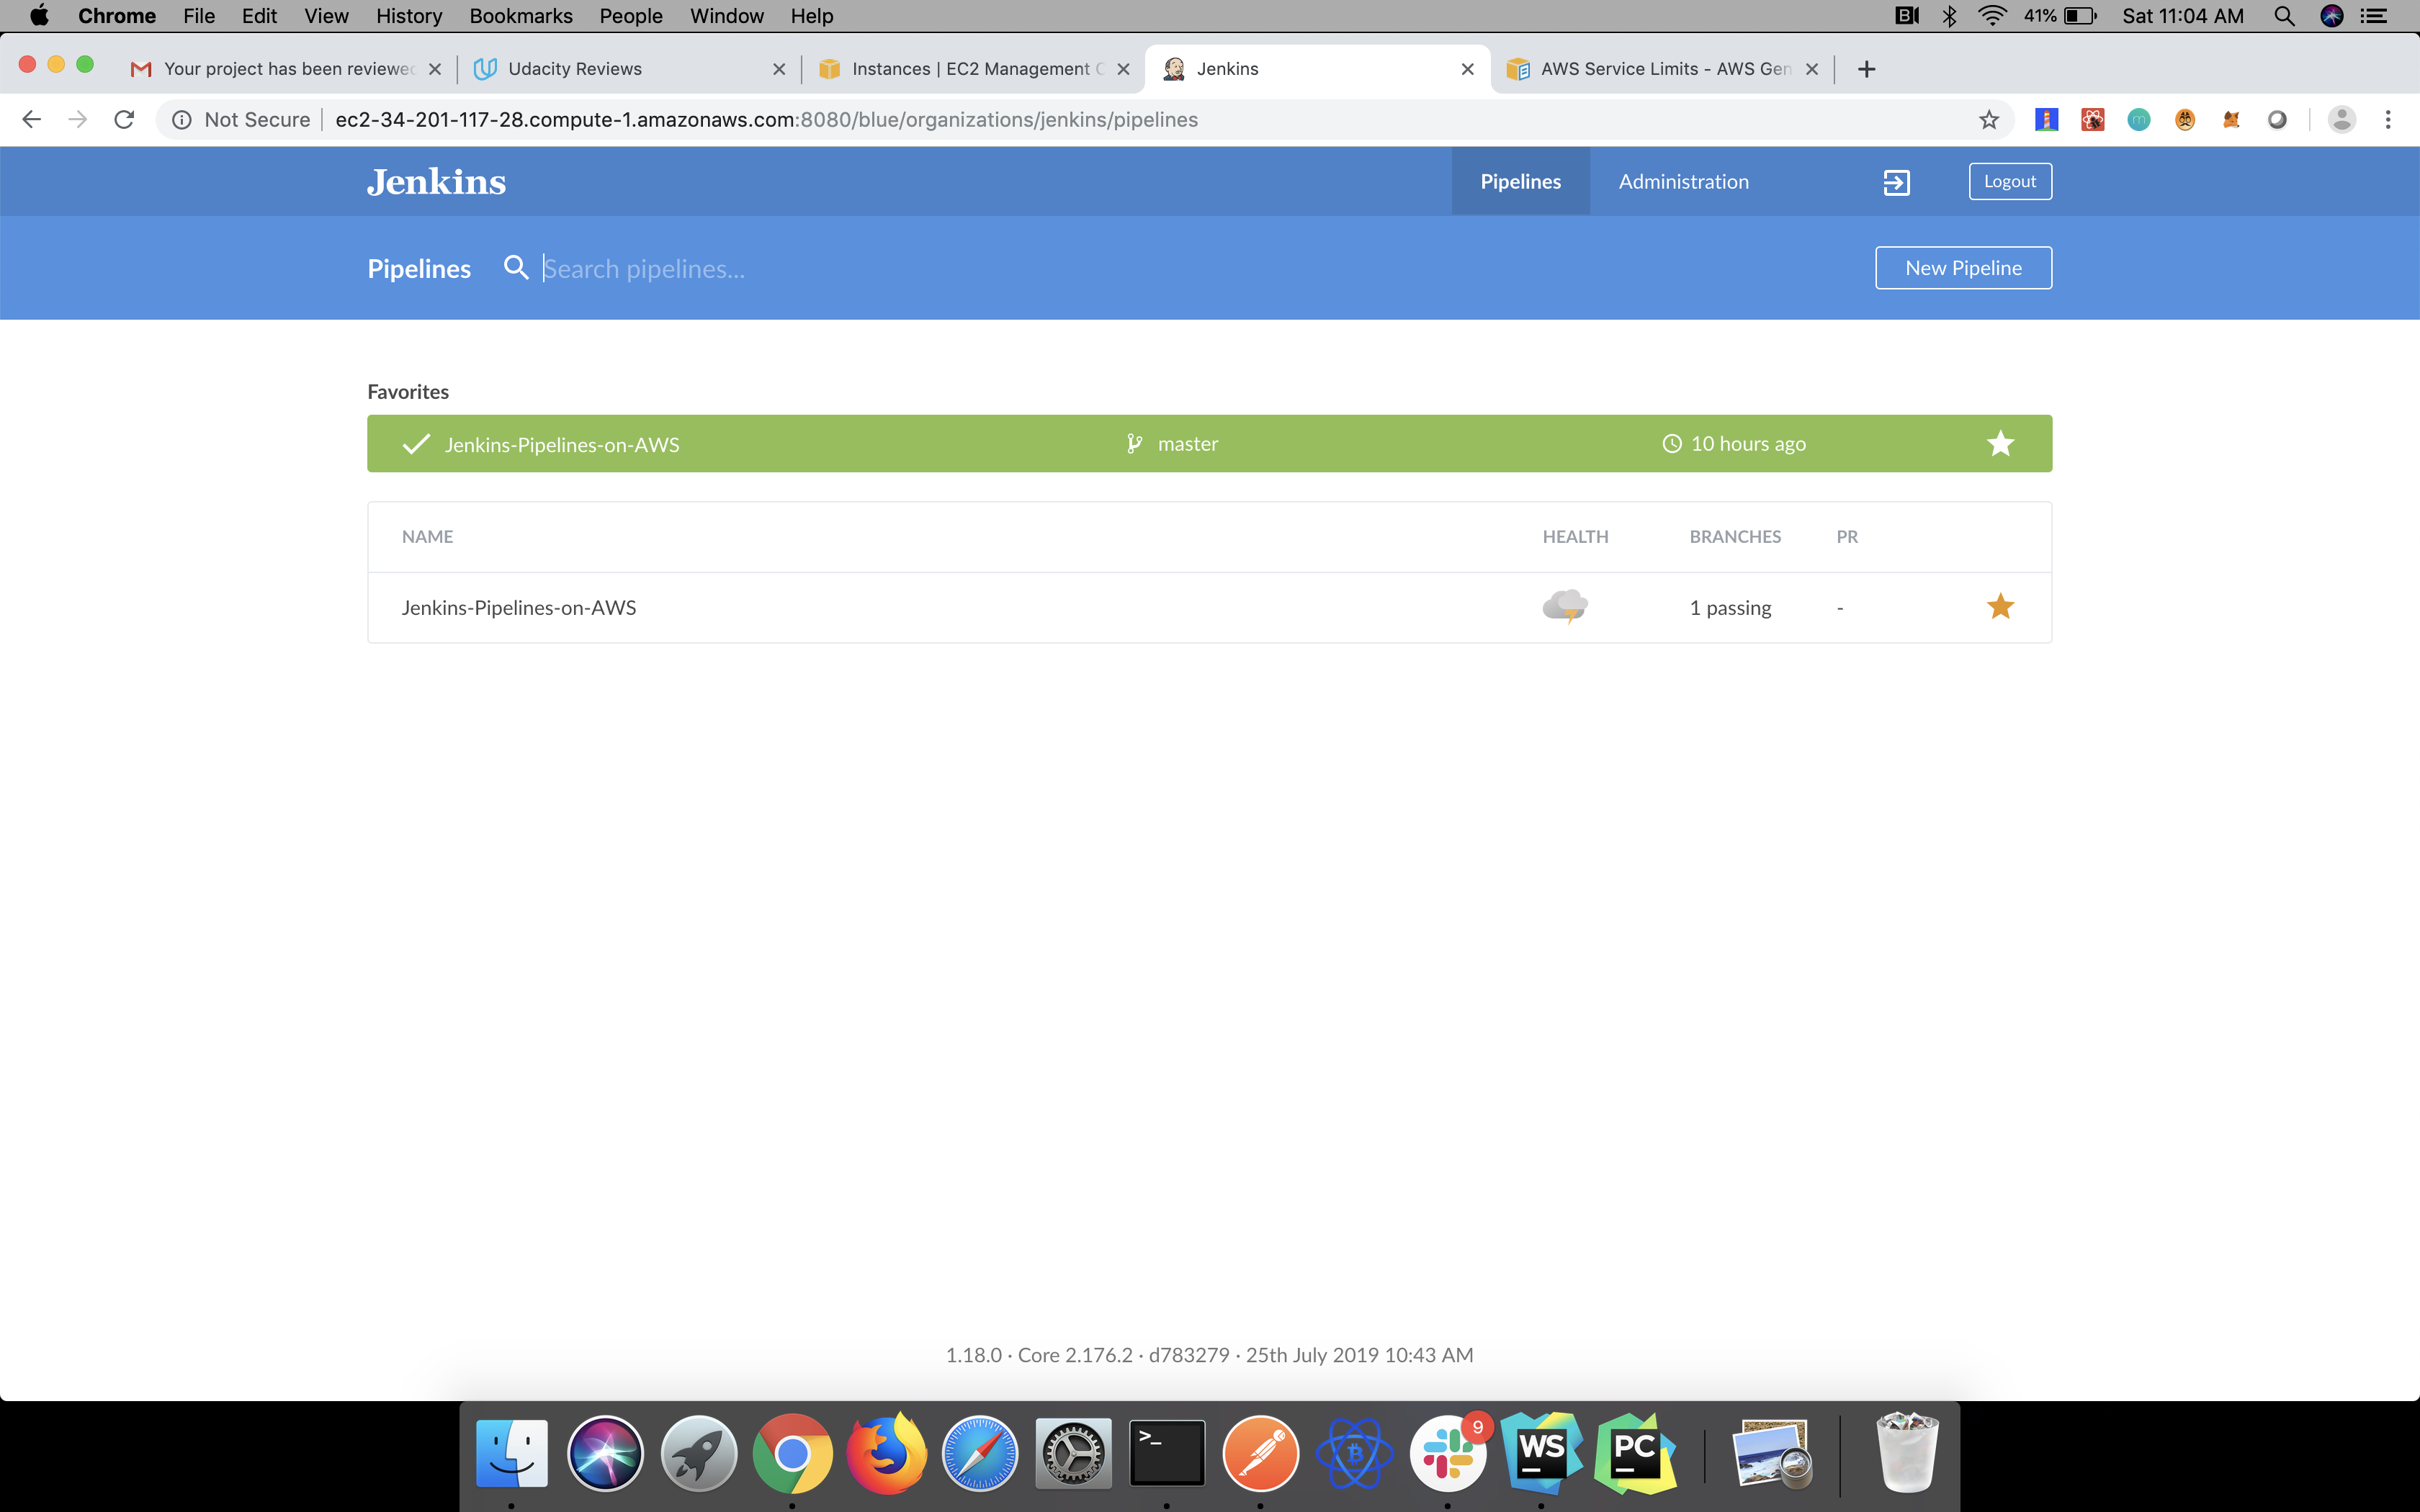 Chrome File Edit View History Bookmarks People Window Help 41% Sat 11:04 AM
Your project has been reviewed Udacity Reviews Instances | EC2 Management C Jenkins AWS Service Limits - AWS Gen
Not Secure ec2-34-201-117-28.compute-1.amazonaws.com:8080/blue/organizations/jenkins/pipelines
Jenkins Pipelines Administration Logout
Pipelines Search pipelines... New Pipeline
Favorites
Jenkins-Pipelines-on-AWS master 10 hours ago
NAME HEALTH BRANCHES PR
Jenkins-Pipelines-on-AWS 1 passing -
1.18.0 · Core 2.176.2 · d783279 · 25th July 2019 10:43 AM
>_ 9 WS PC